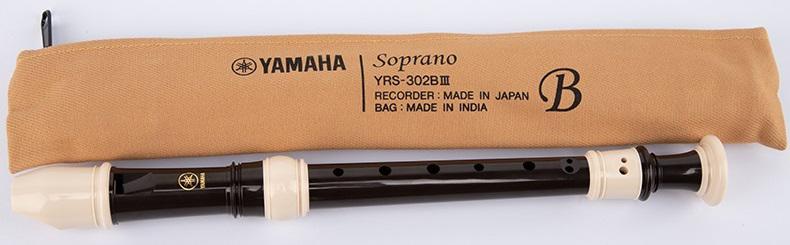 YAMAHA
Soprano
YRS-302BIII
RECORDER : MADE IN JAPAN
BAG : MADE IN INDIA
B
YAMAHA